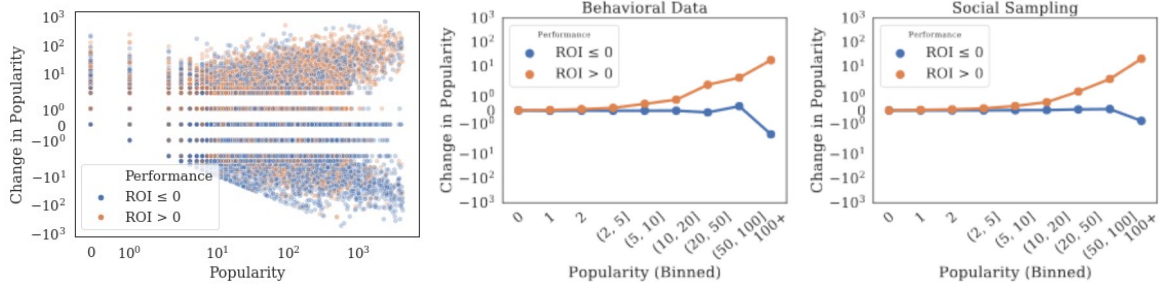 Change in Popularity
10³
10²
10¹
10⁰
0
−10⁰
−10¹
−10²
−10³
Performance
ROI ≤ 0
ROI > 0
0
10⁰
10¹
10²
10³
Popularity
Behavioral Data
Change in Popularity
10³
10²
10¹
10⁰
0
−10⁰
−10¹
−10²
−10³
Performance
ROI ≤ 0
ROI > 0
0
1
2
(2, 5]
(5, 10]
(10, 20]
(20, 50]
(50, 100]
100+
Popularity (Binned)
Social Sampling
Change in Popularity
10³
10²
10¹
10⁰
0
−10⁰
−10¹
−10²
−10³
Performance
ROI ≤ 0
ROI > 0
0
1
2
(2, 5]
(5, 10]
(10, 20]
(20, 50]
(50, 100]
100+
Popularity (Binned)